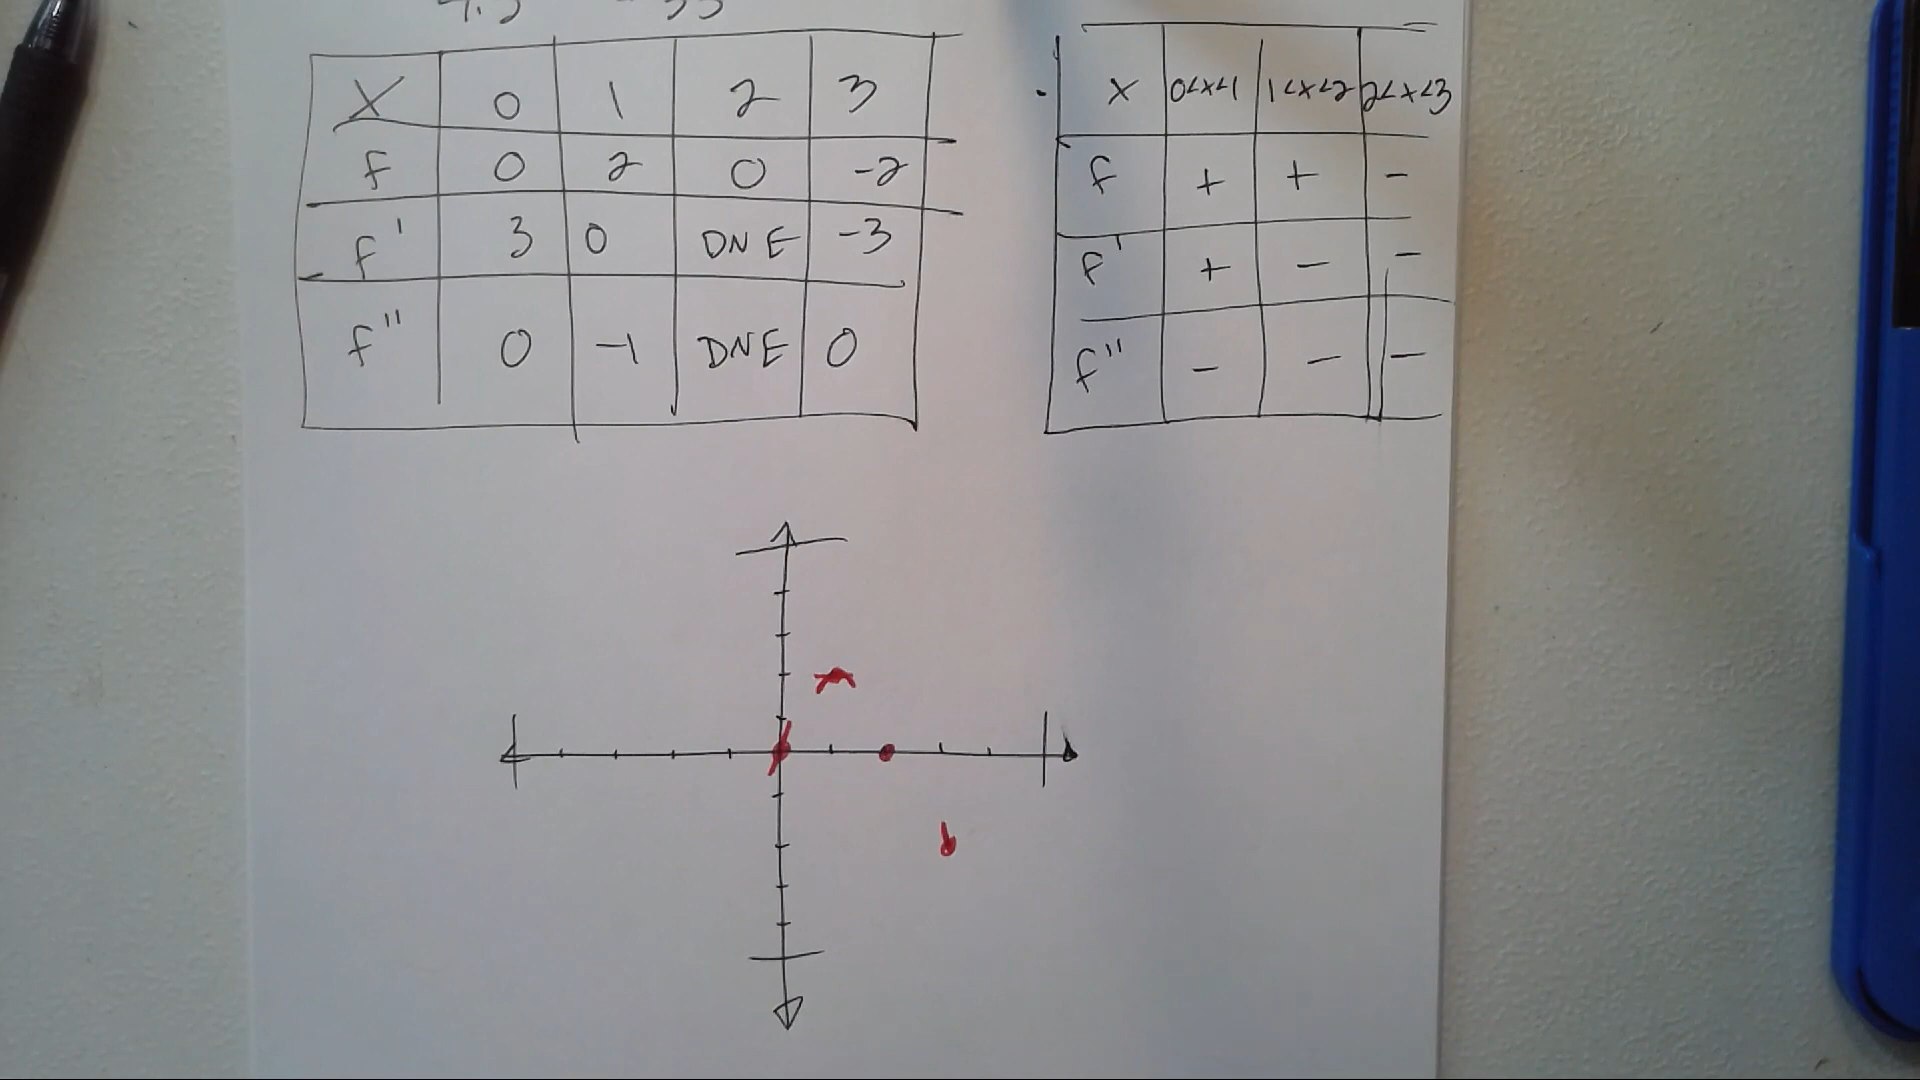 X 0 1 2 3
f 0 2 0 -2
f' 3 0 DNE -3
f'' 0 -1 DNE 0
x 0<x<1 1<x<2 2<x<3
f + + -
f' + - -
f'' - - -